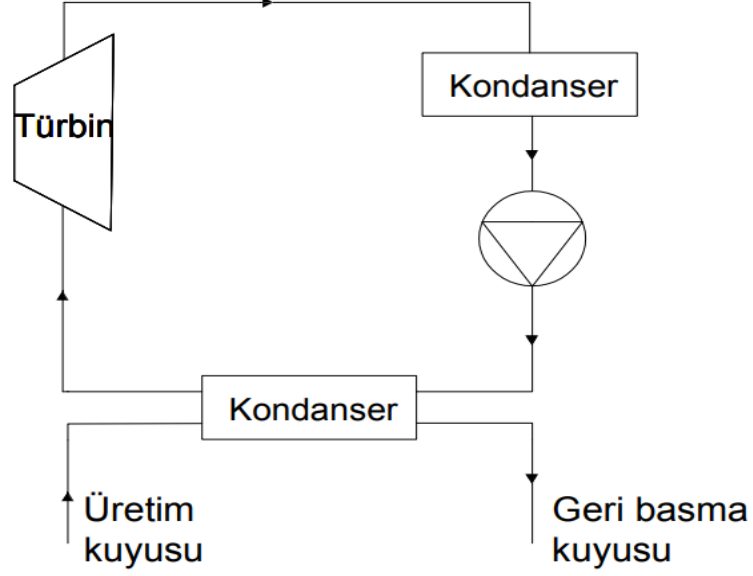 Türbin
Kondanser
Kondanser
Üretim
kuyusu
Geri basma
kuyusu